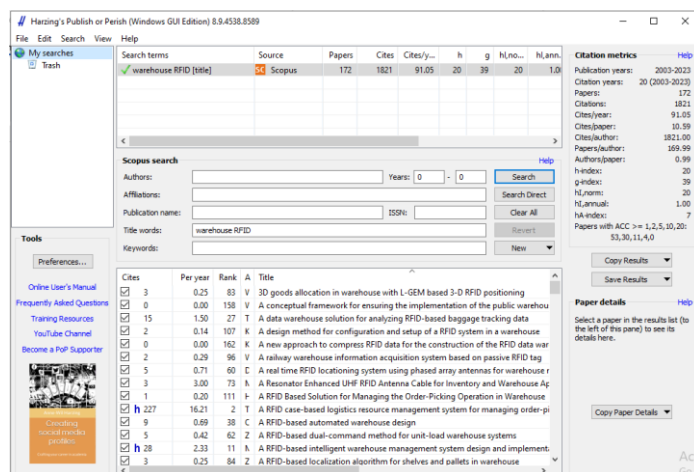 Harzing's Publish or Perish (Windows GUI Edition) 8.9.4538.8589
File Edit Search View Help
My searches
Trash
Search terms Source Papers Cites Cites/y... h g hI,no... hI,ann.
warehouse RFID [title] SC Scopus 172 1821 91.05 20 39 20 1.0
Scopus search Help
Authors: Years: 0 - 0 Search
Affiliations: Search Direct
Publication name: ISSN: Clear All
Title words: warehouse RFID Revert
Keywords: New
Tools
Preferences...
Online User's Manual
Frequently Asked Questions
Training Resources
YouTube Channel
Become a PoP Supporter
Creating
social media
profiles
Cites Per year Rank A Title
3 0.25 83 V 3D goods allocation in warehouse with L-GEM based 3-D RFID positioning
0 0.00 158 V A conceptual framework for ensuring the implementation of the public warehou
15 1.50 27 T A data warehouse solution for analyzing RFID-based baggage tracking data
2 0.14 107 K A design method for configuration and setup of a RFID system in a warehouse
0 0.00 162 K A new approach to compress RFID data for the construction of the RFID data war
2 0.29 96 K A railway warehouse information acquisition system based on passive RFID tag
5 0.71 60 D A real time RFID locationing system using phased array antennas for warehouse r
3 3.00 73 N A Resonator Enhanced UHF RFID Antenna Cable for Inventory and Warehouse Ap
1 0.20 111 H A RFID Based Solution for Managing the Order-Picking Operation in Warehouse
h 227 16.21 2 T A RFID case-based logistics resource management system for managing order-pi
9 0.69 38 C A RFID-based automated warehouse design
5 0.42 62 Z A RFID-based dual-command method for unit-load warehouse systems
h 28 2.33 11 N A RFID-based intelligent warehouse management system design and implementa
3 0.25 84 Z A RFID-based localization algorithm for shelves and pallets in warehouse
Citation metrics Help
Publication years: 2003-2023
Citation years: 20 (2003-2023)
Papers: 172
Citations: 1821
Cites/year: 91.05
Cites/paper: 10.59
Cites/author: 1821.00
Papers/author: 169.99
Authors/paper: 0.99
h-index: 20
g-index: 39
hI,norm: 20
hI,annual: 1.00
hA-index: 7
Papers with ACC >= 1,2,5,10,20:
53,30,11,4,0
Copy Results
Save Results
Paper details Help
Select a paper in the results list (to
the left of this pane) to see its
details here.
Copy Paper Details